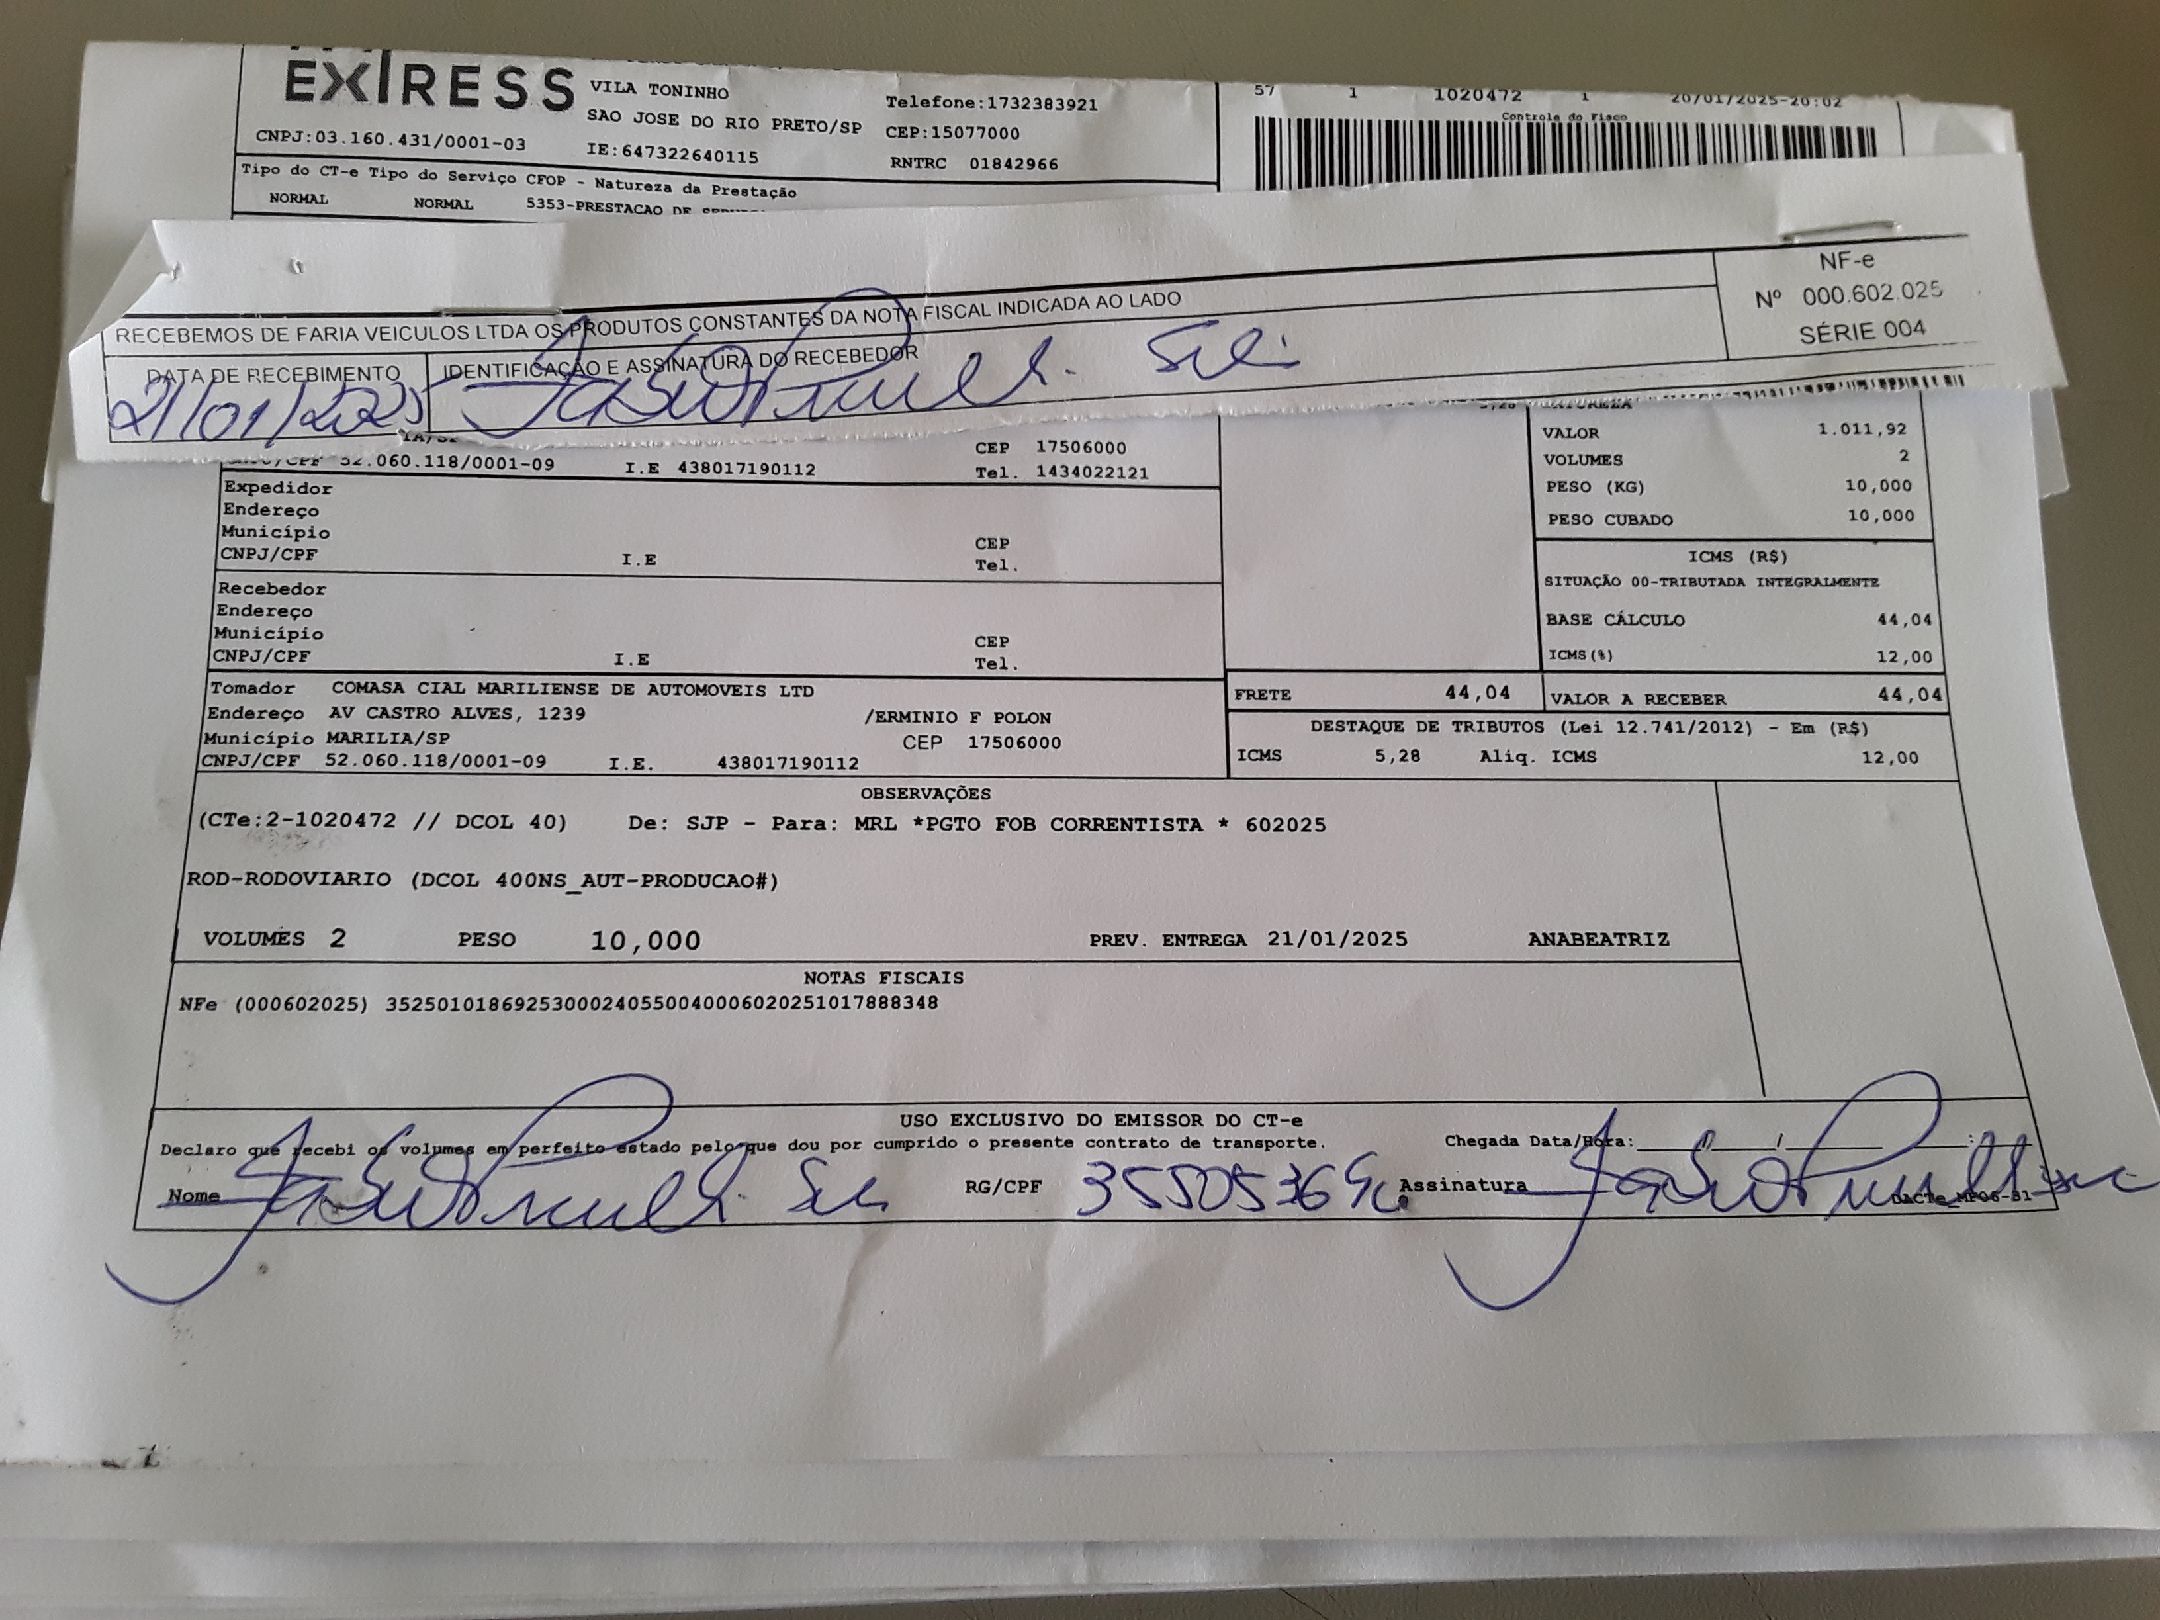 EXPRESS
VILA TONINHO
SAO JOSE DO RIO PRETO/SP
Telefone:1732383921
CEP:15077000
CNPJ:03.160.431/0001-03
IE:647322640115
RNTRC 01842966
57 1 1020472 1 20/01/2025-20:02
Controle do Fisco
Tipo do CT-e Tipo do Serviço CFOP - Natureza da Prestação
NORMAL NORMAL 5353-PRESTACAO DE
RECEBEMOS DE FARIA VEICULOS LTDA OS PRODUTOS CONSTANTES DA NOTA FISCAL INDICADA AO LADO
NF-e
Nº 000.602.025
SÉRIE 004
DATA DE RECEBIMENTO
IDENTIFICAÇÃO E ASSINATURA DO RECEBEDOR
21/01/2025
CEP 17506000
CNPJ/CPF 52.060.118/0001-09 I.E 438017190112 Tel. 1434022121
VALOR 1.011,92
VOLUMES 2
PESO (KG) 10,000
PESO CUBADO 10,000
Expedidor
Endereço
Município CEP
CNPJ/CPF I.E Tel.
ICMS (R$)
SITUAÇÃO 00-TRIBUTADA INTEGRALMENTE
BASE CÁLCULO 44,04
ICMS(%) 12,00
Recebedor
Endereço
Município CEP
CNPJ/CPF I.E Tel.
Tomador COMASA CIAL MARILIENSE DE AUTOMOVEIS LTD
Endereço AV CASTRO ALVES, 1239 /ERMINIO F POLON
Município MARILIA/SP CEP 17506000
CNPJ/CPF 52.060.118/0001-09 I.E. 438017190112
FRETE 44,04 VALOR A RECEBER 44,04
DESTAQUE DE TRIBUTOS (Lei 12.741/2012) - Em (R$)
ICMS 5,28 Aliq. ICMS 12,00
OBSERVAÇÕES
(CTe:2-1020472 // DCOL 40) De: SJP - Para: MRL *PGTO FOB CORRENTISTA * 602025
ROD-RODOVIARIO (DCOL 400NS_AUT-PRODUCAO#)
VOLUMES 2 PESO 10,000 PREV. ENTREGA 21/01/2025 ANABEATRIZ
NOTAS FISCAIS
NFe (000602025) 35250101869253000240550040006020251017888348
USO EXCLUSIVO DO EMISSOR DO CT-e
Declaro que recebi os volumes em perfeito estado pelo que dou por cumprido o presente contrato de transporte. Chegada Data/Hora:
Nome RG/CPF Assinatura